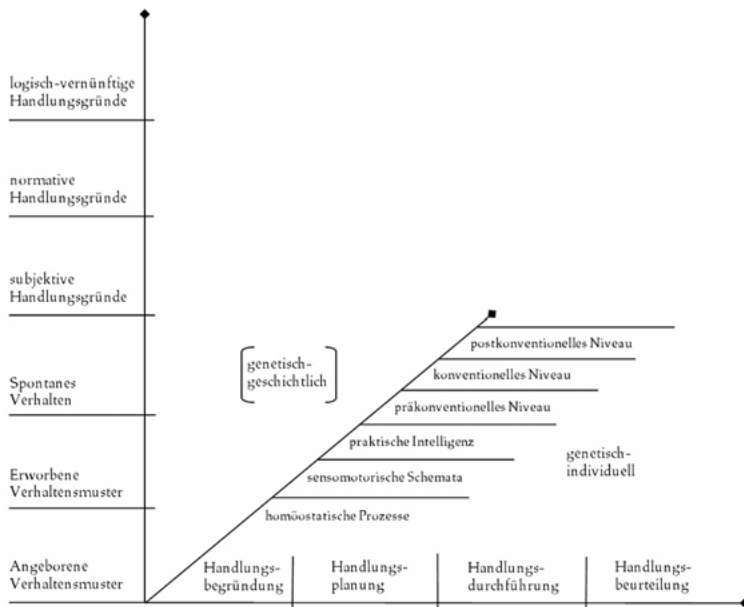 logisch-vernünftige
Handlungsgründe
normative
Handlungsgründe
subjektive
Handlungsgründe
Spontanes
Verhalten
Erworbene
Verhaltensmuster
Angeborene
Verhaltensmuster
genetisch-
geschichtlich
postkonventionelles Niveau
konventionelles Niveau
präkonventionelles Niveau
praktische Intelligenz
sensomotorische Schemata
homöostatische Prozesse
genetisch-
individuell
Handlungs-
begründung
Handlungs-
planung
Handlungs-
durchführung
Handlungs-
beurteilung